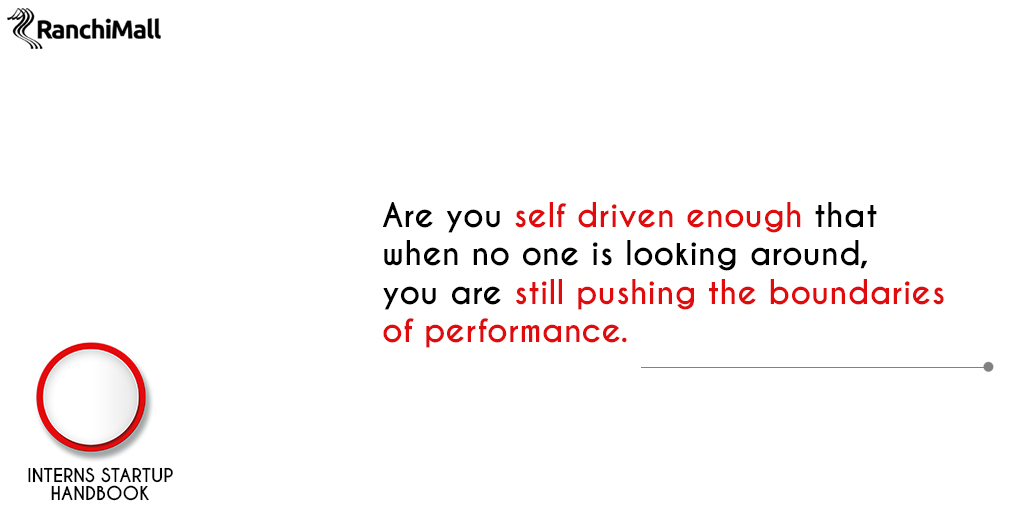 RanchiMall
Are you self driven enough that
when no one is looking around,
you are still pushing the boundaries
of performance.
INTERNS STARTUP
HANDBOOK